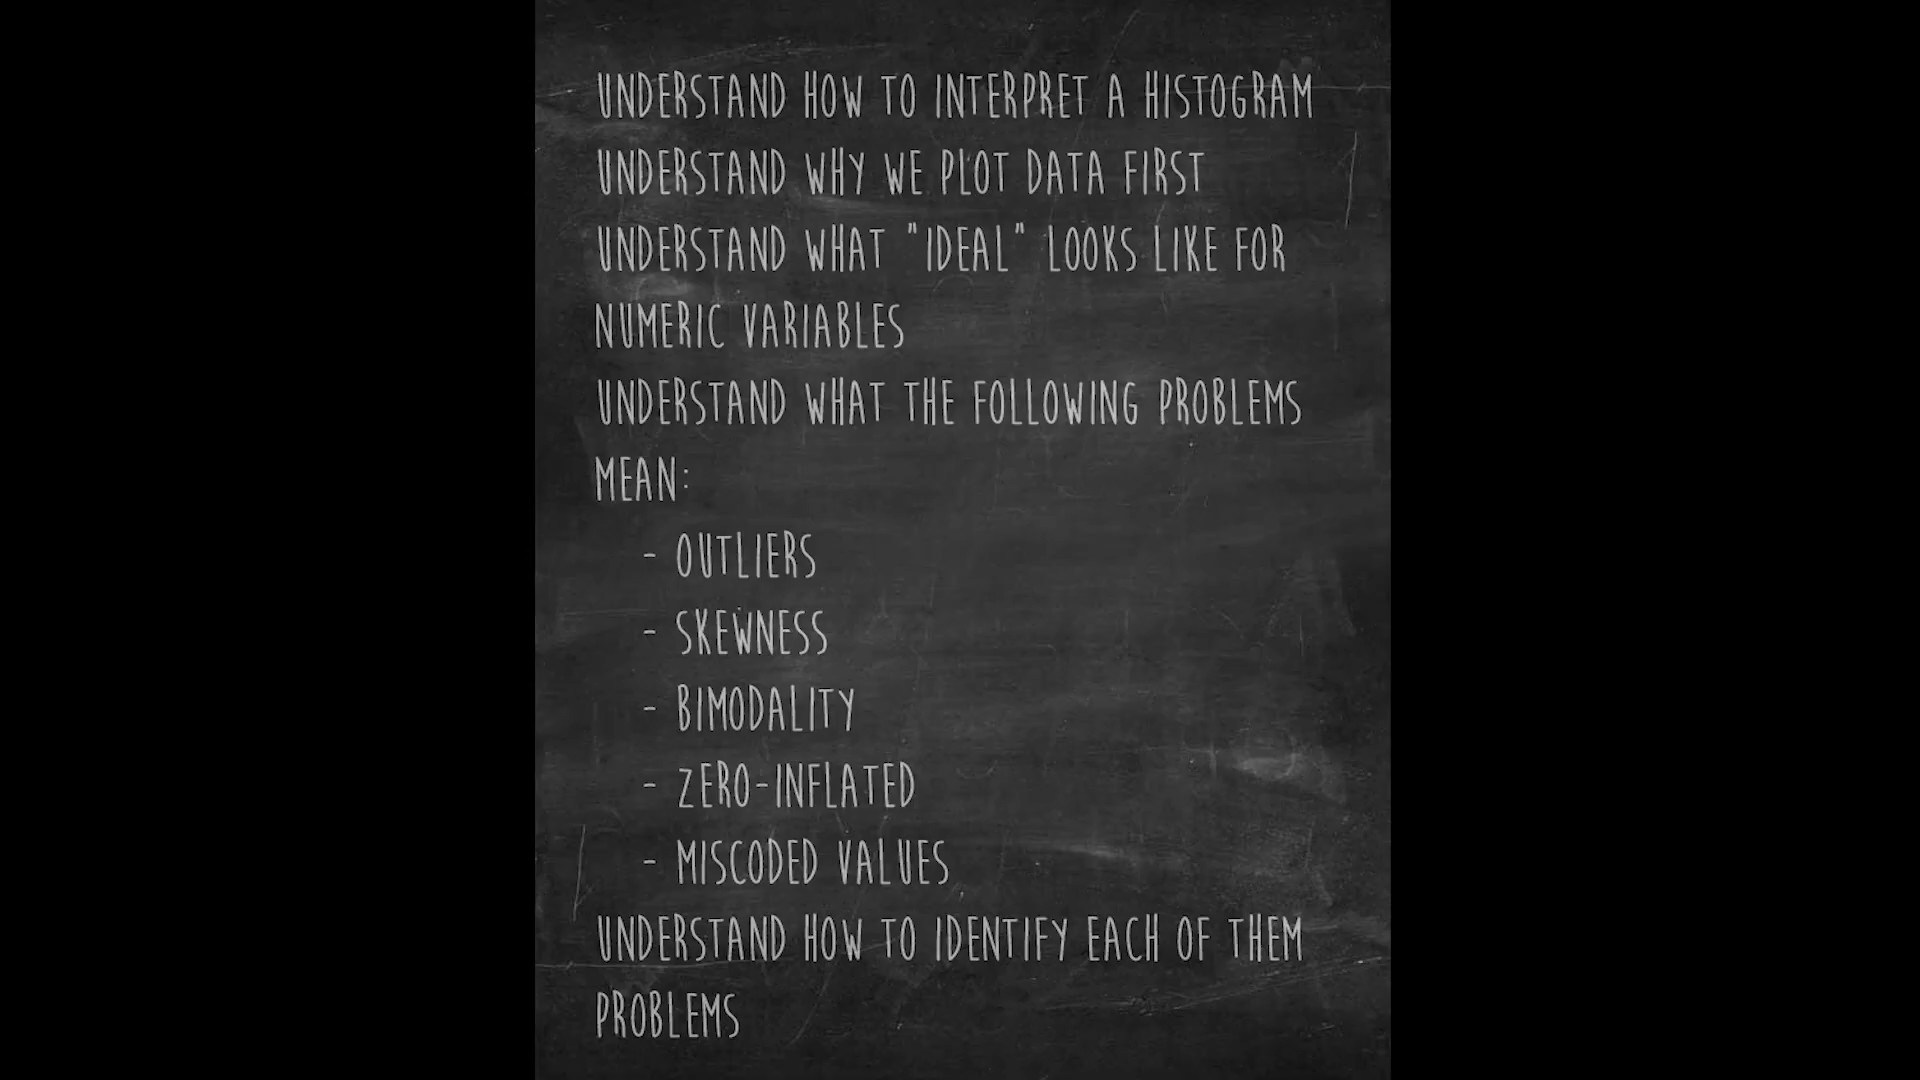 UNDERSTAND HOW TO INTERPRET A HISTOGRAM
UNDERSTAND WHY WE PLOT DATA FIRST
UNDERSTAND WHAT "IDEAL" LOOKS LIKE FOR
NUMERIC VARIABLES
UNDERSTAND WHAT THE FOLLOWING PROBLEMS
MEAN:
- OUTLIERS
- SKEWNESS
- BIMODALITY
- ZERO-INFLATED
- MISCODED VALUES
UNDERSTAND HOW TO IDENTIFY EACH OF THEM
PROBLEMS